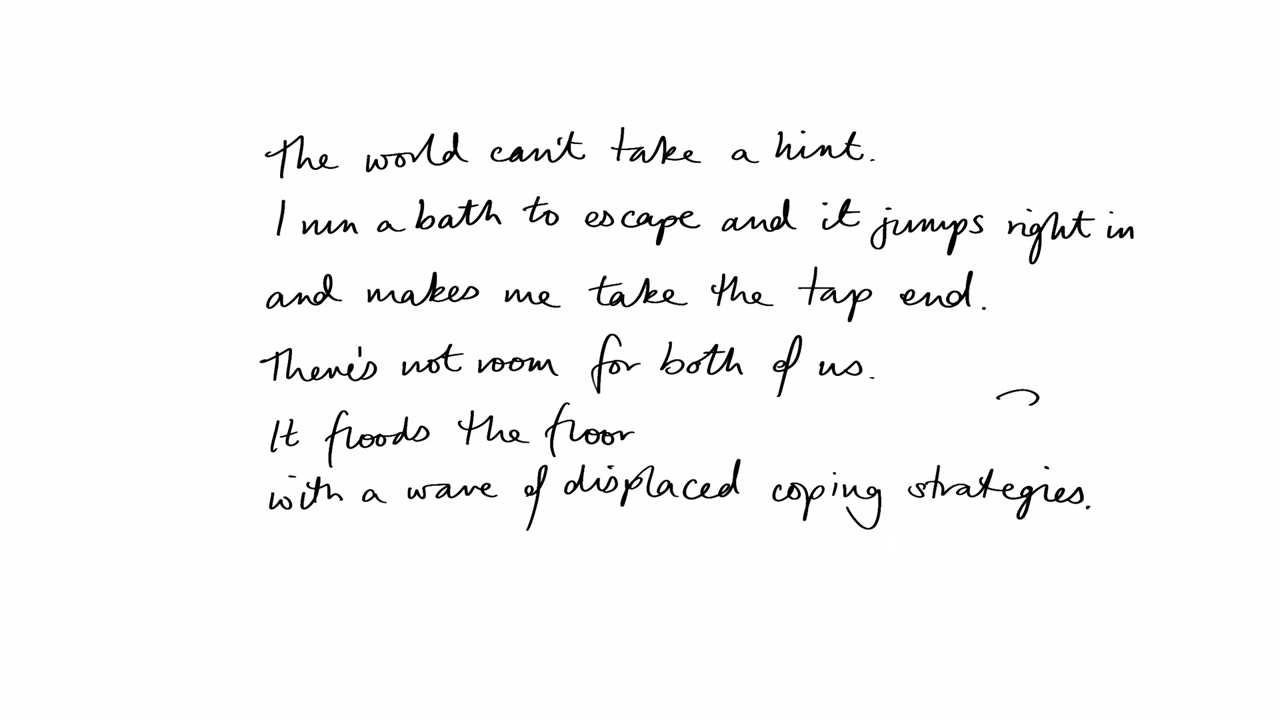 The world can't take a hint.
I run a bath to escape and it jumps right in
and makes me take the tap end.
There's not room for both of us.
It floods the floor
with a wave of displaced coping strategies.